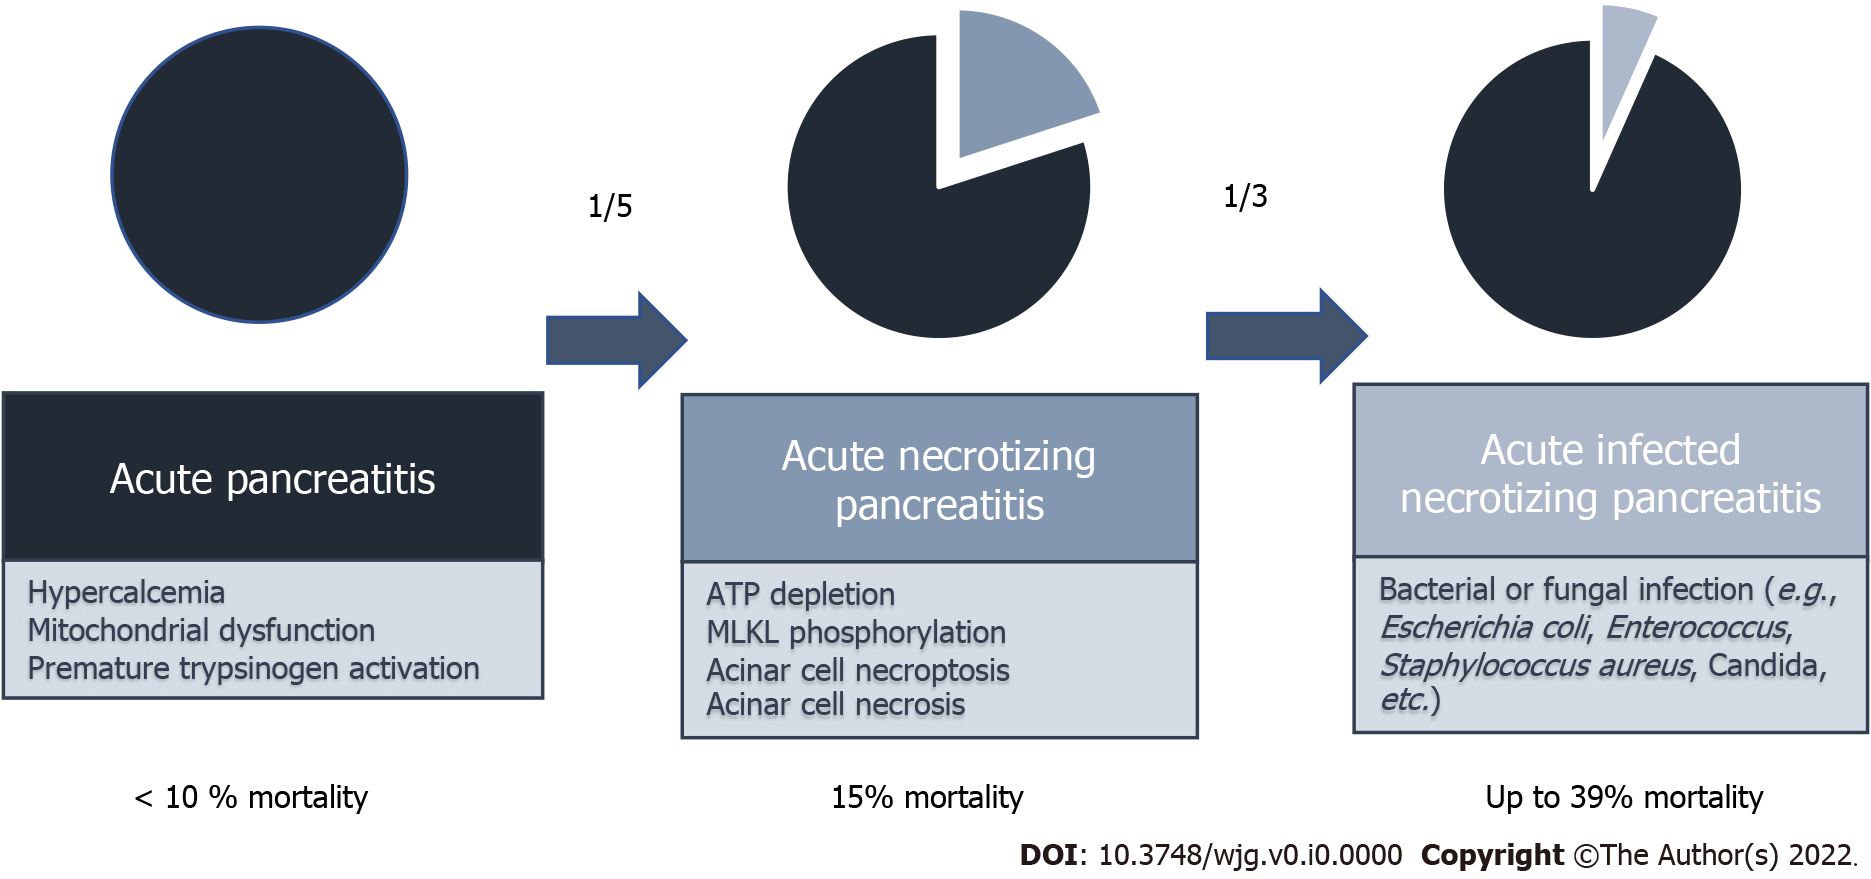 1/5
1/3
Acute pancreatitis
Hypercalcemia
Mitochondrial dysfunction
Premature trypsinogen activation
< 10 % mortality
Acute necrotizing
pancreatitis
ATP depletion
MLKL phosphorylation
Acinar cell necroptosis
Acinar cell necrosis
15% mortality
Acute infected
necrotizing pancreatitis
Bacterial or fungal infection (e.g.,
Escherichia coli, Enterococcus,
Staphylococcus aureus, Candida,
etc.)
Up to 39% mortality
DOI: 10.3748/wjg.v0.i0.0000 Copyright ©The Author(s) 2022.